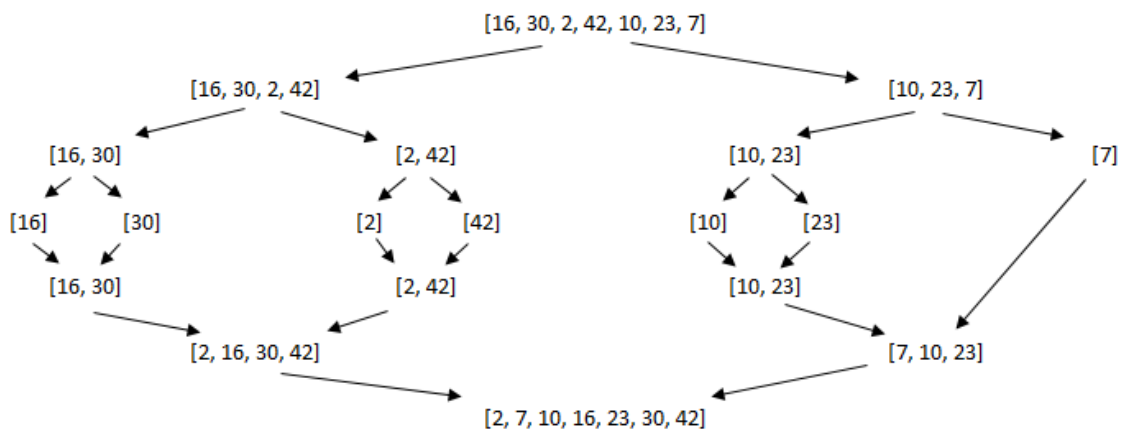 [16, 30, 2, 42, 10, 23, 7]
[16, 30, 2, 42] [10, 23, 7]
[16, 30] [2, 42] [10, 23] [7]
[16] [30] [2] [42] [10] [23]
[16, 30] [2, 42] [10, 23]
[2, 16, 30, 42] [7, 10, 23]
[2, 7, 10, 16, 23, 30, 42]